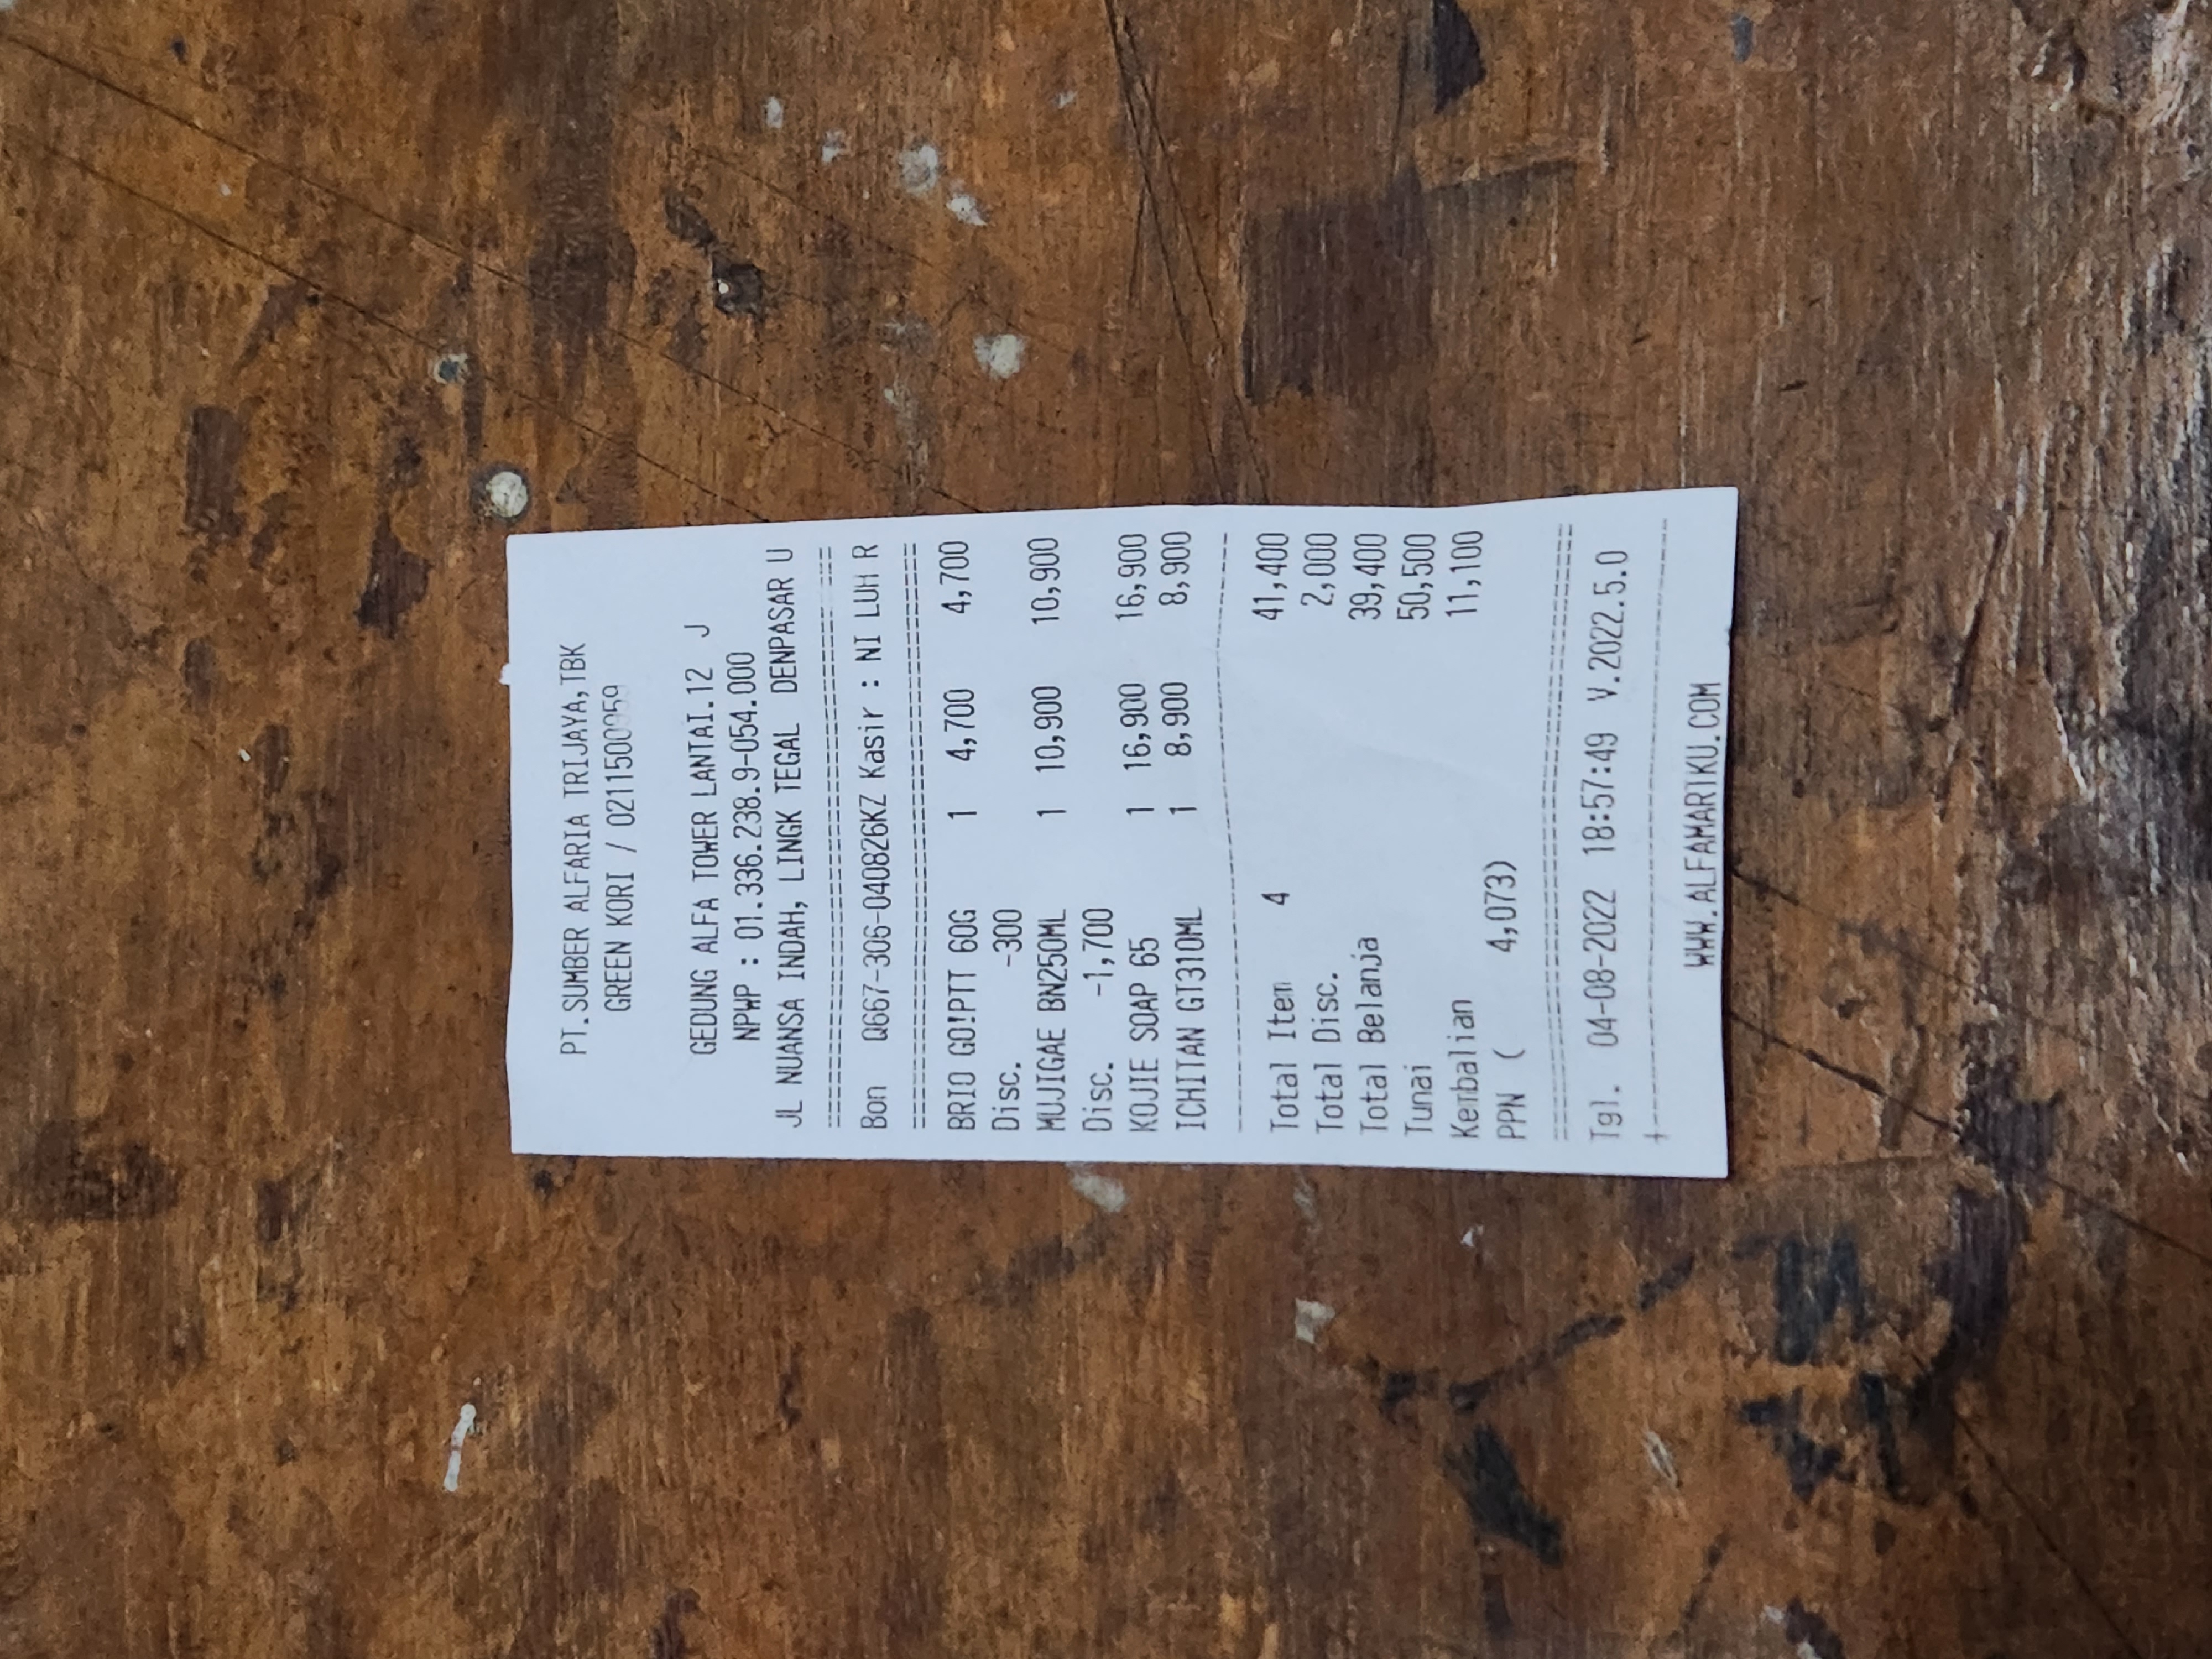 PT.SUMBER ALFARIA TRIJAYA,TBK
GREEN KORI / 0211500059
GEDUNG ALFA TOWER LANTAI.12 J
NPWP : 01.336.238.9-054.000
JL NUANSA INDAH, LINGK TEGAL DENPASAR U
Bon Q667-306-040826KZ Kasir : NI LUH R
BRIO GO!PTT 60G 1 4,700 4,700
Disc. -300
MUJIGAE BN250ML 1 10,900 10,900
Disc. -1,700
KOJIE SOAP 65 1 16,900 16,900
ICHITAN GT310ML 1 8,900 8,900
Total Item 4 41,400
Total Disc. 2,000
Total Belanja 39,400
Tunai 50,500
Kembalian 11,100
PPN ( 4,073)
Tgl. 04-08-2022 18:57:49 V.2022.5.0
WWW.ALFAMARTKU.COM